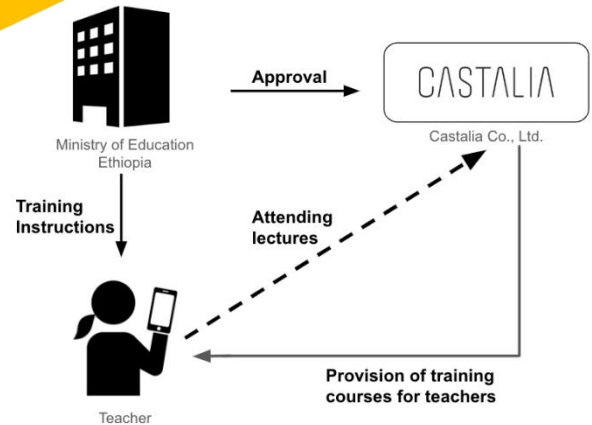 Approval
CASTALIA
Ministry of Education
Ethiopia
Castalia Co., Ltd.
Training
Instructions
Attending
lectures
Provision of training
courses for teachers
Teacher